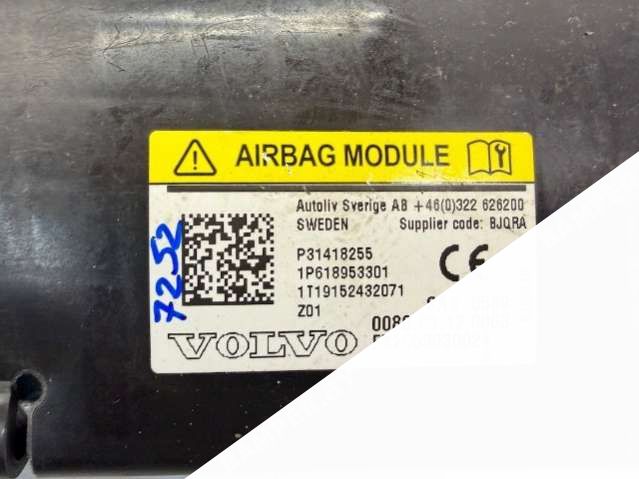 AIRBAG MODULE
Autoliv Sverige AB +46(0)322 626200
SWEDEN Supplier code: BJQRA
P31418255
1P618953301
1T19152432071
Z01
VOLVO
7252